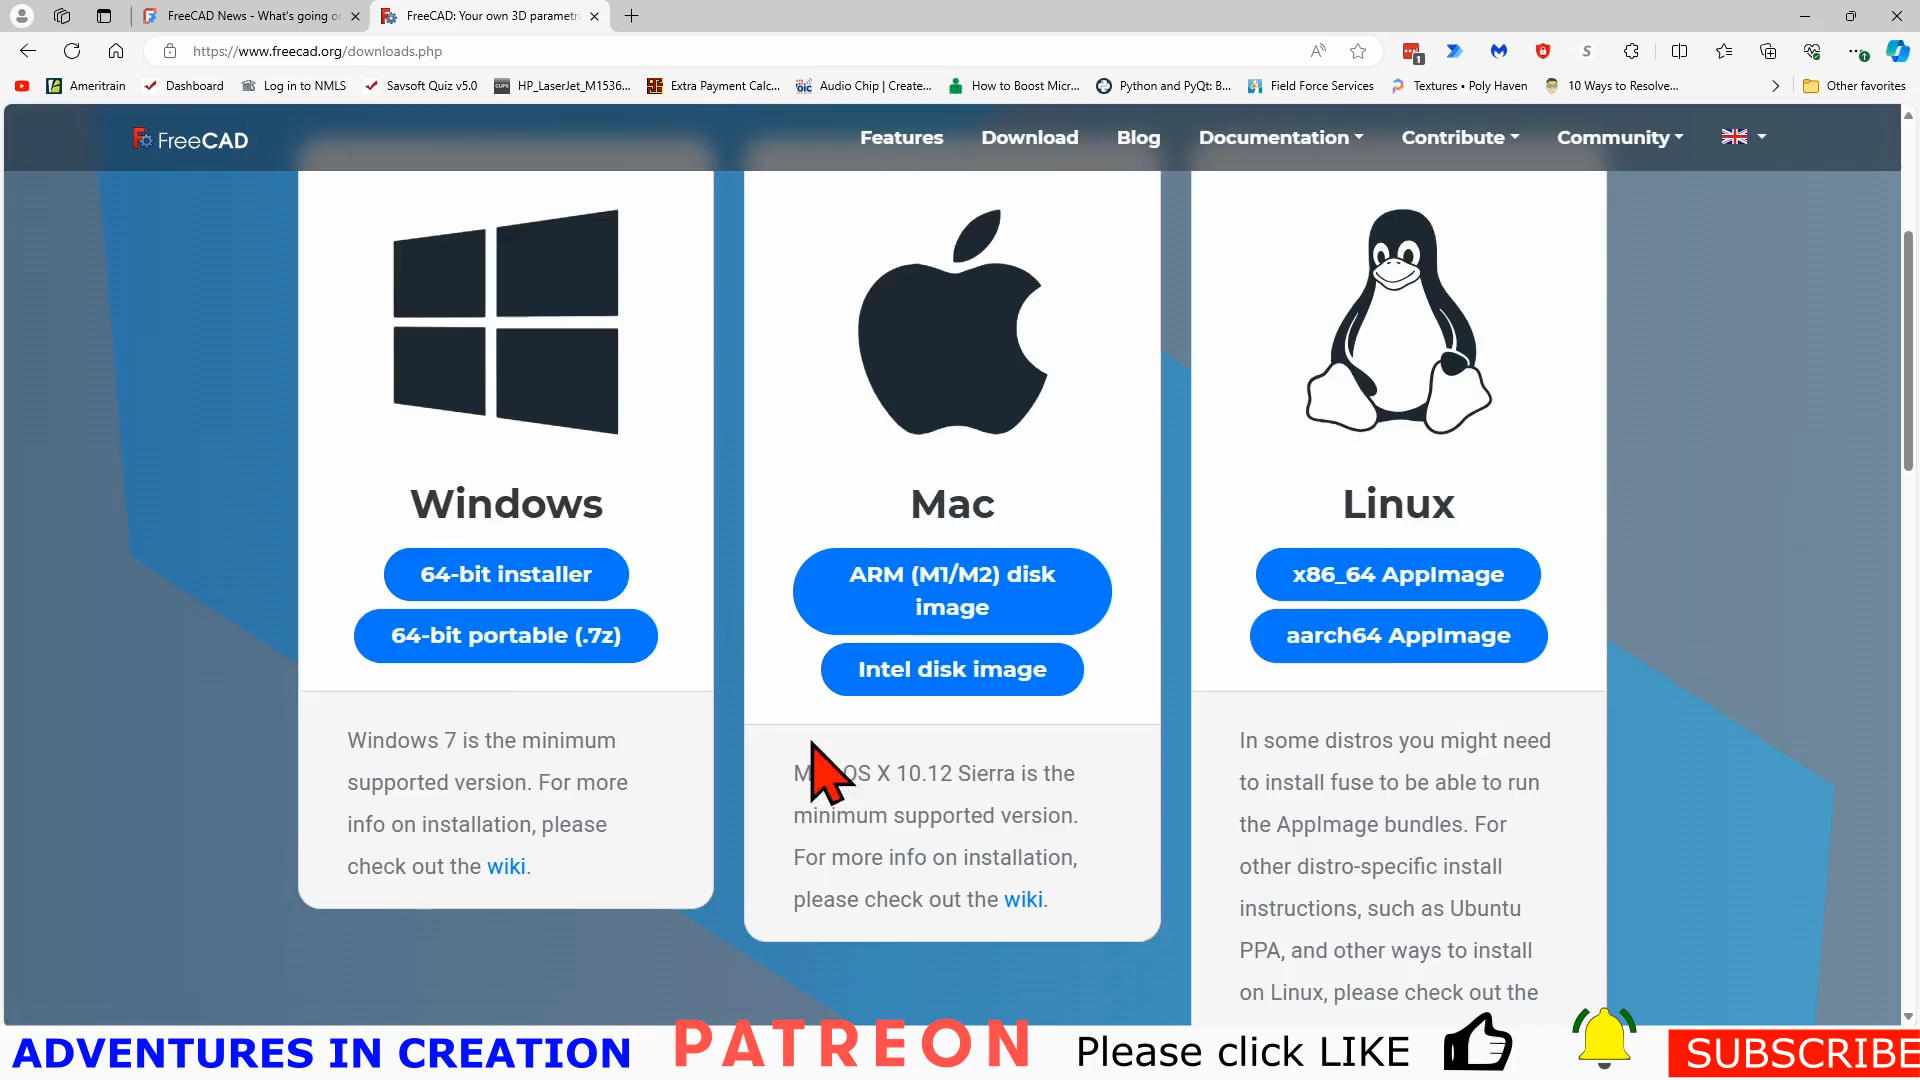 FreeCAD News - What's going o
FreeCAD: Your own 3D parametri
https://www.freecad.org/downloads.php
1
Ameritrain
Dashboard
Log in to NMLS
Savsoft Quiz v5.0
HP_LaserJet_M1536...
Extra Payment Calc...
Audio Chip | Create...
How to Boost Micr...
Python and PyQt: B...
Field Force Services
Textures • Poly Haven
10 Ways to Resolve...
Other favorites
FreeCAD
Features
Download
Blog
Documentation
Contribute
Community
Windows
64-bit installer
64-bit portable (.7z)
Windows 7 is the minimum
supported version. For more
info on installation, please
check out the wiki.
Mac
ARM (M1/M2) disk
image
Intel disk image
OS X 10.12 Sierra is the
minimum supported version.
For more info on installation,
please check out the wiki.
Linux
x86_64 AppImage
aarch64 AppImage
In some distros you might need
to install fuse to be able to run
the AppImage bundles. For
other distro-specific install
instructions, such as Ubuntu
PPA, and other ways to install
on Linux, please check out the
ADVENTURES IN CREATION
PATREON
Please click LIKE
SUBSCRIBE